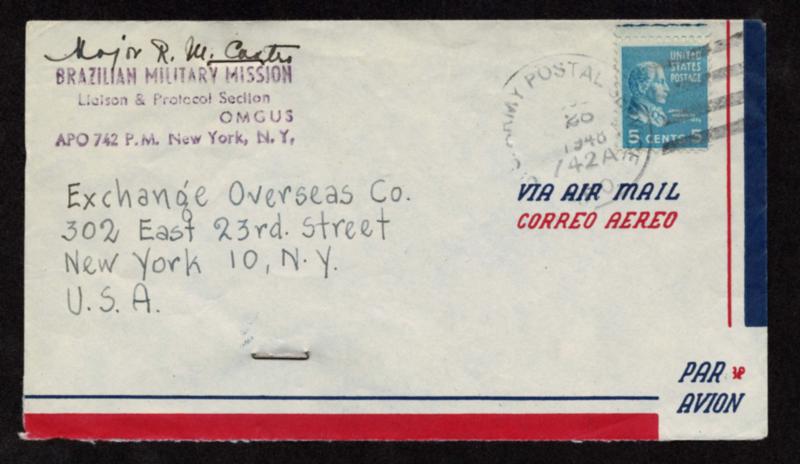 Major R. M. Castro
BRAZILIAN MILITARY MISSION
Liaison & Protocol Section
OMGUS
APO 742 P.M. New York, N.Y.
ARMY POSTAL
20
1948
742
UNITED
STATES
POSTAGE
5 CENTS 5
VIA AIR MAIL
CORREO AEREO
Exchange Overseas Co.
302 East 23rd. Street
New York 10, N.Y.
U.S.A.
PAR
AVION